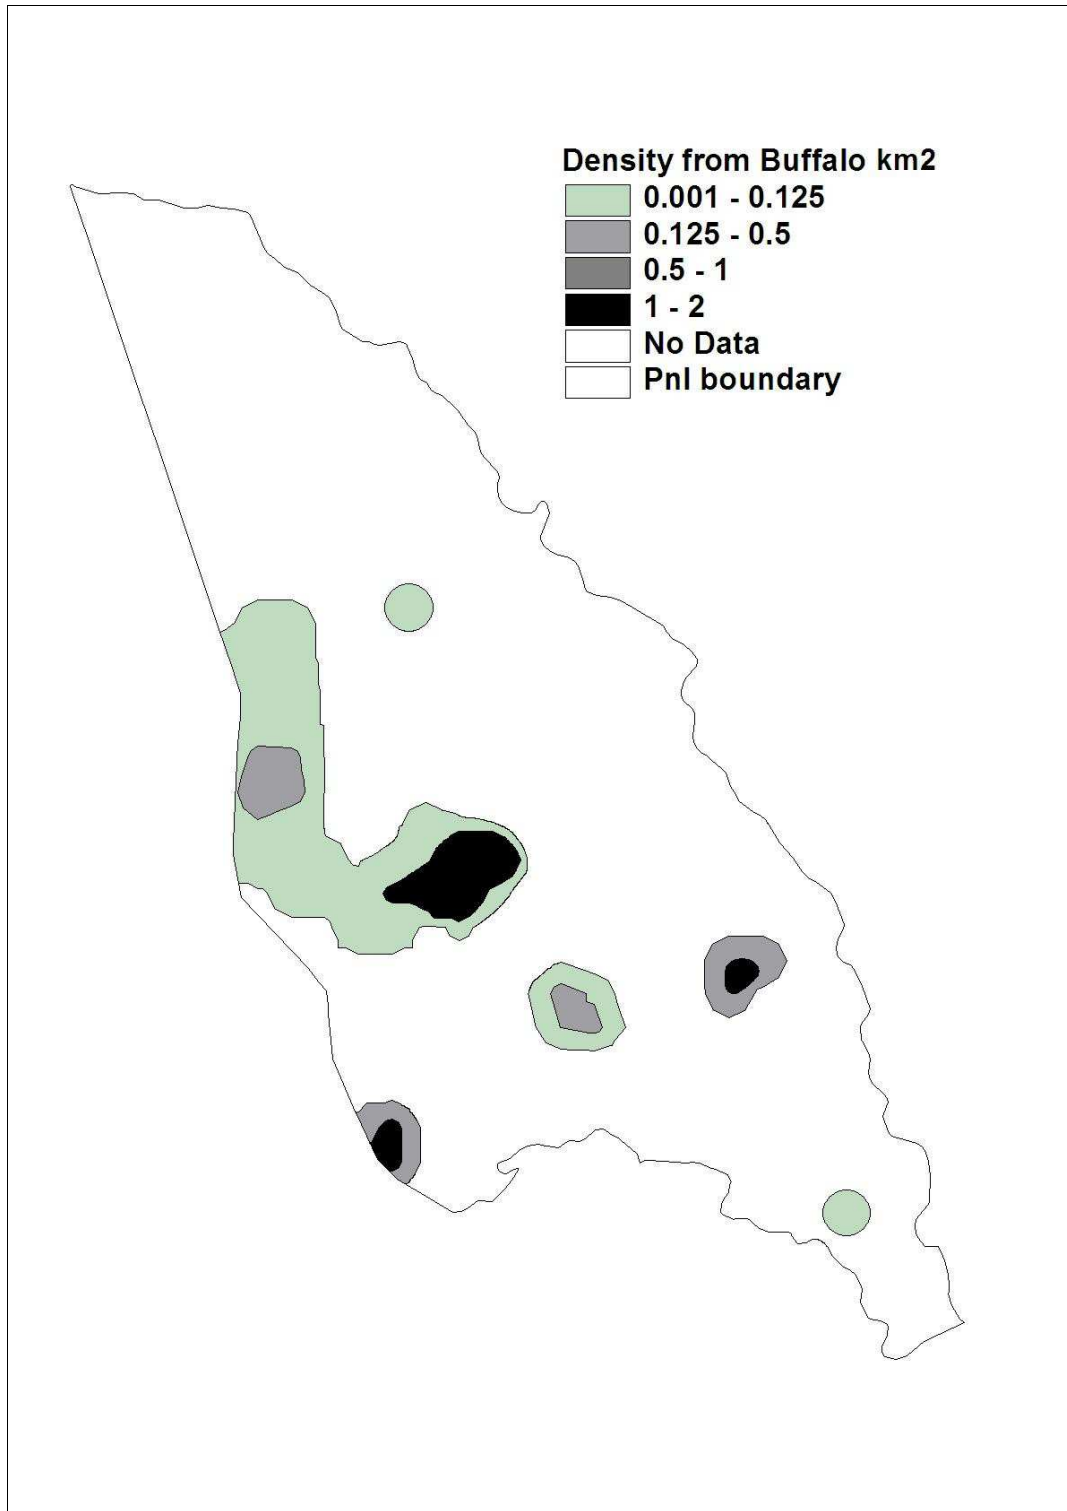 Density from Buffalo km2
0.001 - 0.125
0.125 - 0.5
0.5 - 1
1 - 2
No Data
Pnl boundary